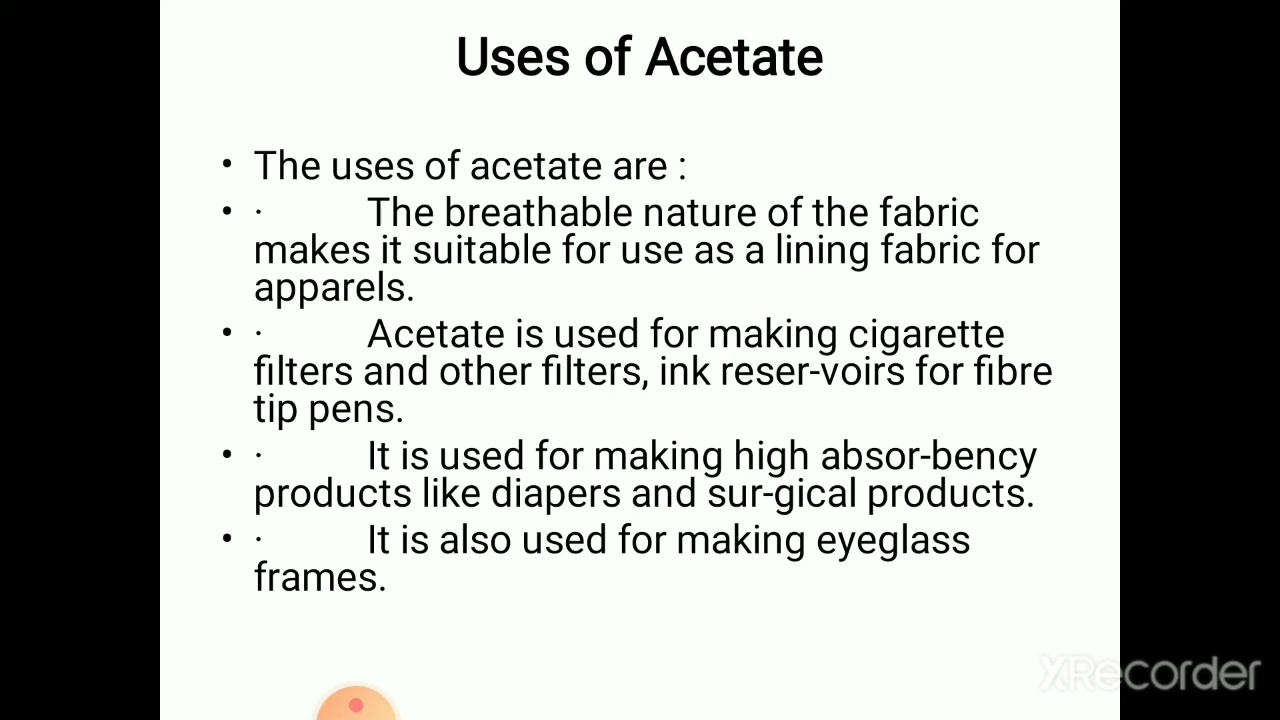 Uses of Acetate
• The uses of acetate are :
• · The breathable nature of the fabric
makes it suitable for use as a lining fabric for
apparels.
• · Acetate is used for making cigarette
filters and other filters, ink reser-voirs for fibre
tip pens.
• · It is used for making high absor-bency
products like diapers and sur-gical products.
• · It is also used for making eyeglass
frames.
XRecorder